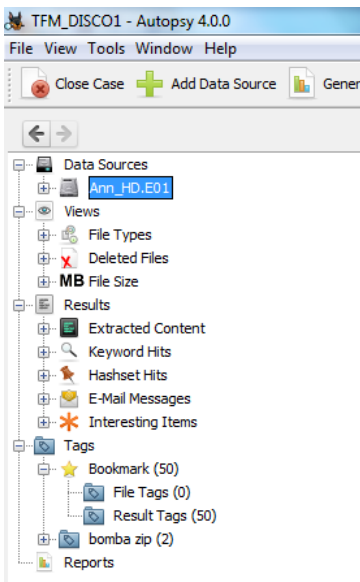 TFM_DISCO1 - Autopsy 4.0.0
File View Tools Window Help
Close Case Add Data Source Gener
Data Sources
Ann_HD.E01
Views
File Types
Deleted Files
MB File Size
Results
Extracted Content
Keyword Hits
Hashset Hits
E-Mail Messages
Interesting Items
Tags
Bookmark (50)
File Tags (0)
Result Tags (50)
bomba zip (2)
Reports